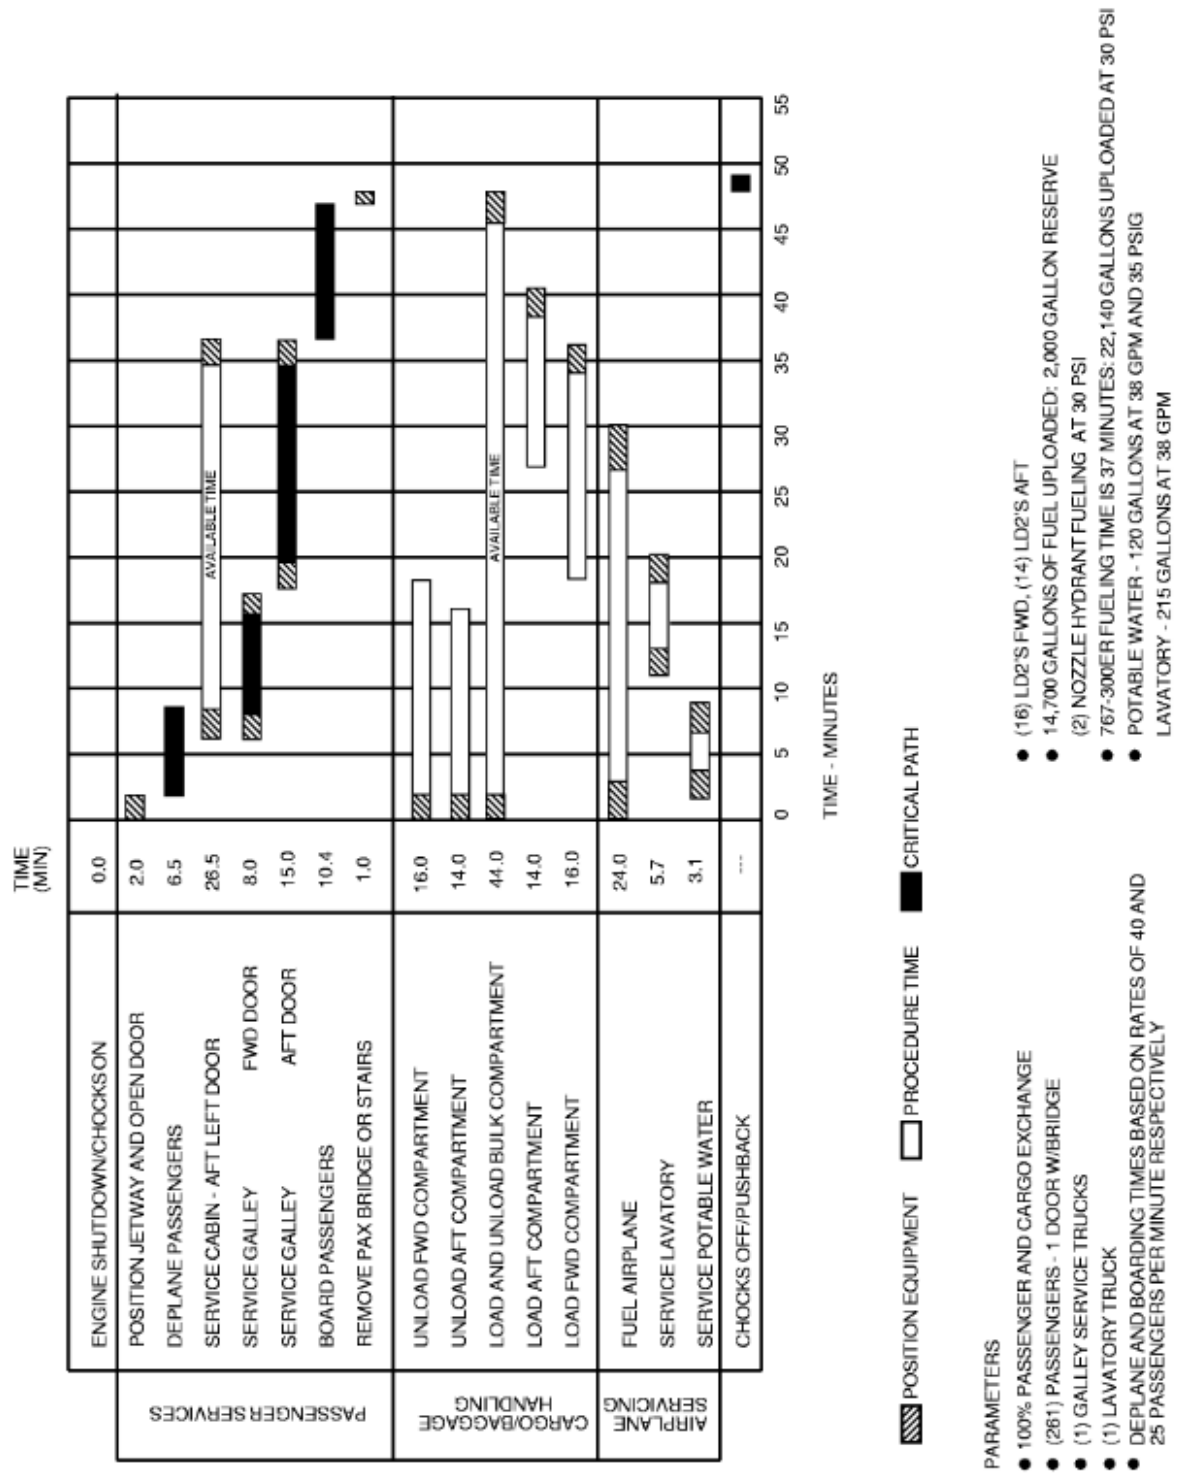 TIME
(MIN)
ENGINE SHUTDOWN/CHOCKS ON 0.0
PASSENGER SERVICES
POSITION JETWAY AND OPEN DOOR 2.0
DEPLANE PASSENGERS 6.5
SERVICE CABIN - AFT LEFT DOOR 26.5 AVAILABLE TIME
SERVICE GALLEY FWD DOOR 8.0
SERVICE GALLEY AFT DOOR 15.0
BOARD PASSENGERS 10.4
REMOVE PAX BRIDGE OR STAIRS 1.0
CARGO/BAGGAGE
HANDLING
UNLOAD FWD COMPARTMENT 16.0
UNLOAD AFT COMPARTMENT 14.0
LOAD AND UNLOAD BULK COMPARTMENT 44.0 AVAILABLE TIME
LOAD AFT COMPARTMENT 14.0
LOAD FWD COMPARTMENT 16.0
AIRPLANE
SERVICING
FUEL AIRPLANE 24.0
SERVICE LAVATORY 5.7
SERVICE POTABLE WATER 3.1
CHOCKS OFF/PUSHBACK ---
0 5 10 15 20 25 30 35 40 45 50 55
TIME - MINUTES
POSITION EQUIPMENT PROCEDURE TIME CRITICAL PATH
PARAMETERS
● 100% PASSENGER AND CARGO EXCHANGE
● (261) PASSENGERS - 1 DOOR W/BRIDGE
● (1) GALLEY SERVICE TRUCKS
● (1) LAVATORY TRUCK
● DEPLANE AND BOARDING TIMES BASED ON RATES OF 40 AND
25 PASSENGERS PER MINUTE RESPECTIVELY
● (16) LD2'S FWD, (14) LD2'S AFT
● 14,700 GALLONS OF FUEL UPLOADED: 2,000 GALLON RESERVE
(2) NOZZLE HYDRANT FUELING AT 30 PSI
● 767-300ER FUELING TIME IS 37 MINUTES: 22,140 GALLONS UPLOADED AT 30 PSI
● POTABLE WATER - 120 GALLONS AT 38 GPM AND 35 PSIG
LAVATORY - 215 GALLONS AT 38 GPM